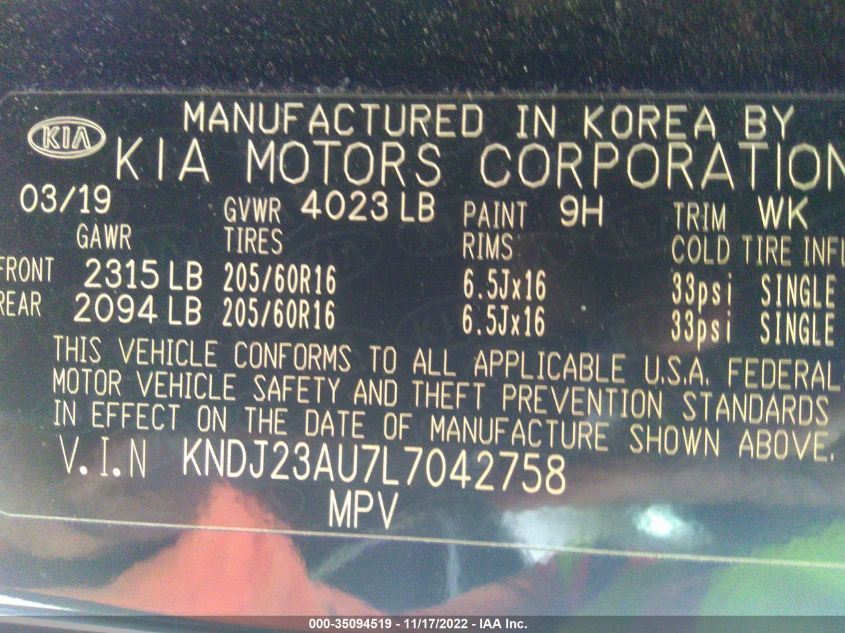 KIA
MANUFACTURED IN KOREA BY
KIA MOTORS CORPORATION
03/19 GVWR 4023 LB PAINT 9H TRIM WK
GAWR TIRES RIMS COLD TIRE INFL
FRONT 2315 LB 205/60R16 6.5Jx16 33psi SINGLE
REAR 2094 LB 205/60R16 6.5Jx16 33psi SINGLE
THIS VEHICLE CONFORMS TO ALL APPLICABLE U.S.A. FEDERAL
MOTOR VEHICLE SAFETY AND THEFT PREVENTION STANDARDS
IN EFFECT ON THE DATE OF MANUFACTURE SHOWN ABOVE.
V.I.N KNDJ23AU7L7042758
MPV
000-35094519 - 11/17/2022 - IAA Inc.